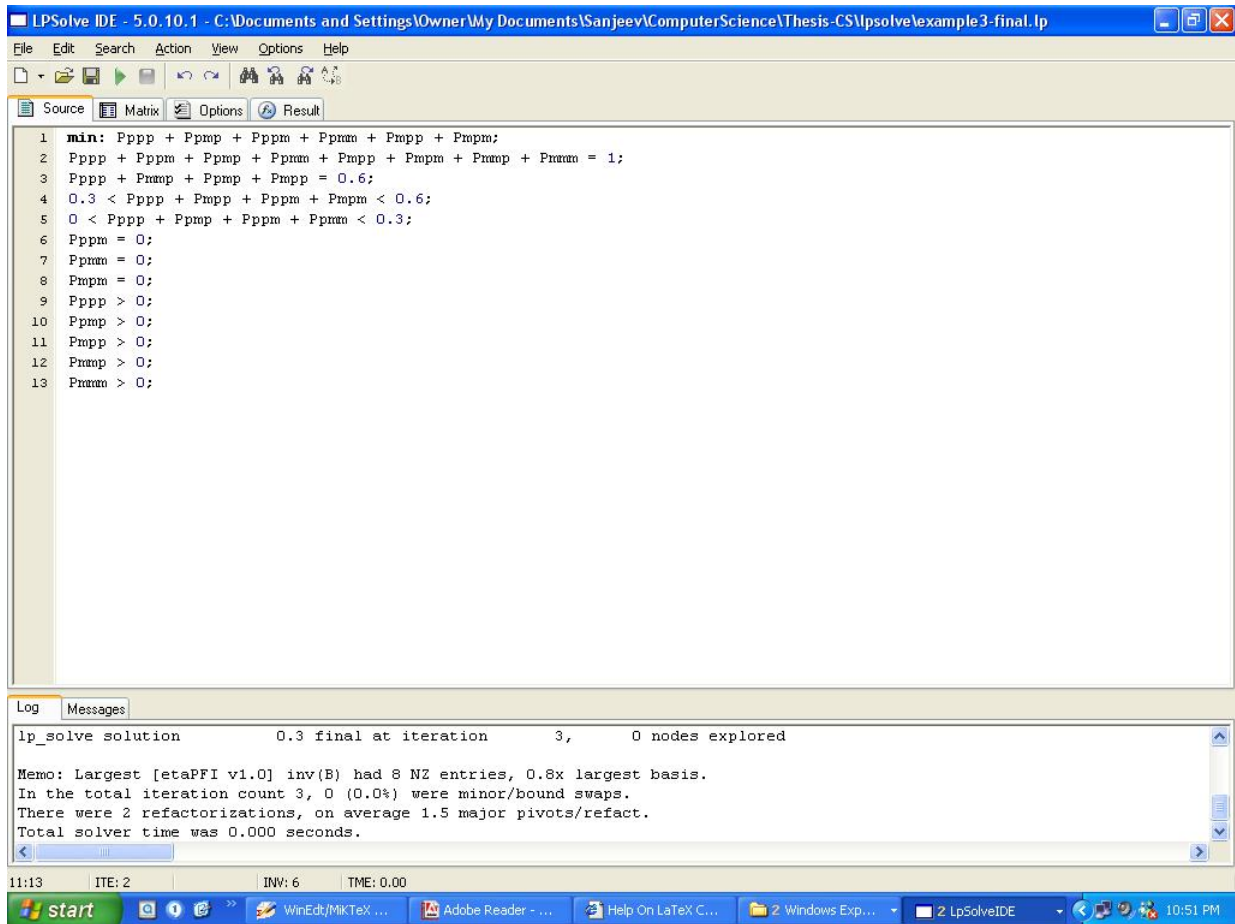 LPSolve IDE - 5.0.10.1 - C:\Documents and Settings\Owner\My Documents\Sanjeev\ComputerScience\Thesis-CS\lpsolve\example3-final.lp
File Edit Search Action View Options Help
Source Matrix Options Result
1 min: Pppp + Ppmp + Pppm + Ppmm + Pmpp + Pmpm;
2 Pppp + Pppm + Ppmp + Ppmm + Pmpp + Pmpm + Pmmp + Pmmm = 1;
3 Pppp + Pmmp + Ppmp + Pmpp = 0.6;
4 0.3 < Pppp + Pmpp + Pppm + Pmpm < 0.6;
5 0 < Pppp + Ppmp + Pppm + Ppmm < 0.3;
6 Pppm = 0;
7 Ppmm = 0;
8 Pmpm = 0;
9 Pppp > 0;
10 Ppmp > 0;
11 Pmpp > 0;
12 Pmmp > 0;
13 Pmmm > 0;
Log Messages
lp_solve solution 0.3 final at iteration 3, 0 nodes explored
Memo: Largest [etaPFI v1.0] inv(B) had 8 NZ entries, 0.8x largest basis.
In the total iteration count 3, 0 (0.0%) were minor/bound swaps.
There were 2 refactorizations, on average 1.5 major pivots/refact.
Total solver time was 0.000 seconds.
11:13 ITE: 2 INV: 6 TME: 0.00
start WinEdt/MiKTeX ... Adobe Reader - ... Help On LaTeX C... 2 Windows Exp... 2 LpSolveIDE 10:51 PM